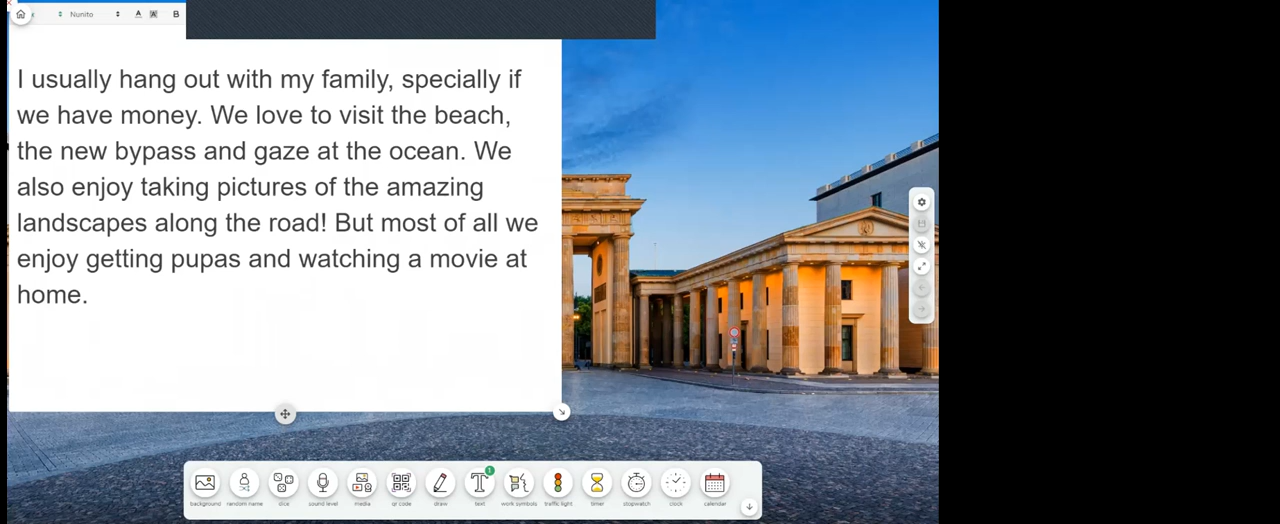 Nunito
A
A
B
I usually hang out with my family, specially if
we have money. We love to visit the beach,
the new bypass and gaze at the ocean. We
also enjoy taking pictures of the amazing
landscapes along the road! But most of all we
enjoy getting pupas and watching a movie at
home.
1
background random name dice sound level media qr code draw text work symbols traffic light timer stopwatch clock calendar